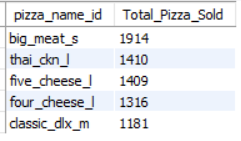 pizza_name_id Total_Pizza_Sold
big_meat_s 1914
thai_ckn_l 1410
five_cheese_l 1409
four_cheese_l 1316
classic_dlx_m 1181